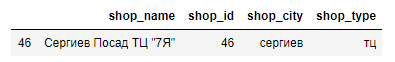 shop_name shop_id shop_city shop_type
46 Сергиев Посад ТЦ "7Я" 46 сергиев тц